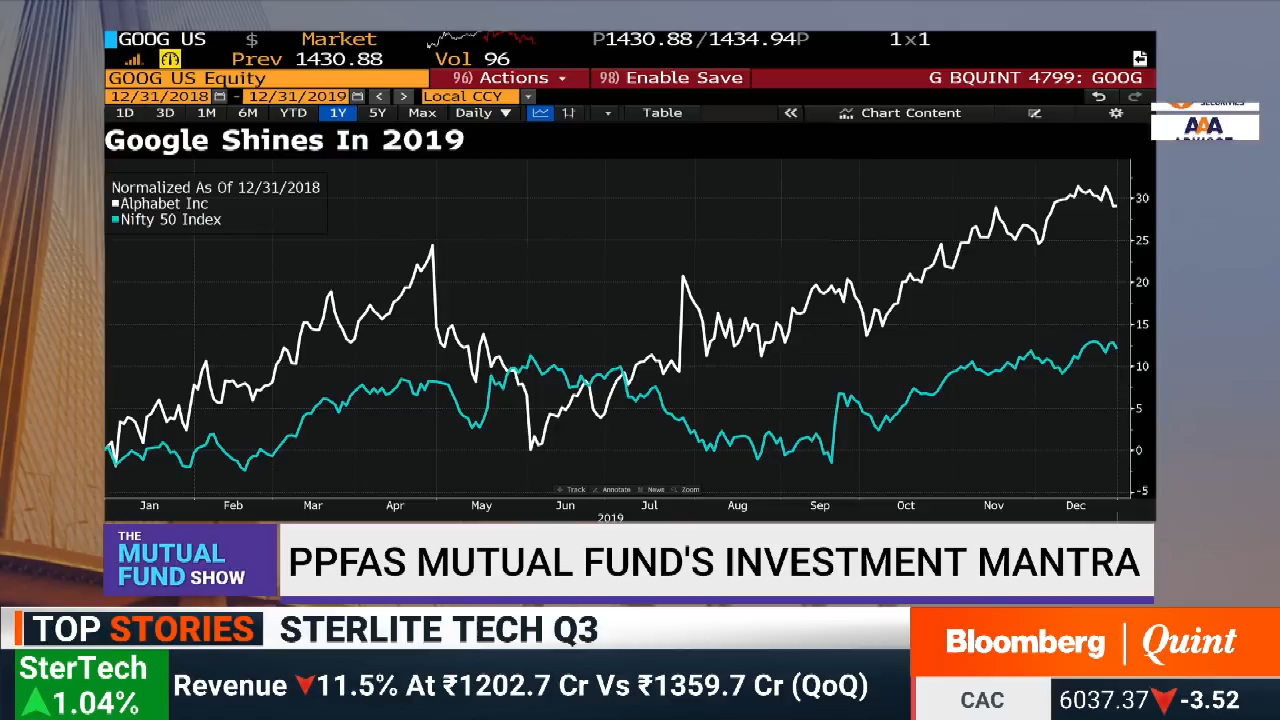 GOOG US $ Market P1430.88/1434.94P 1x1
Prev 1430.88 Vol 96
GOOG US Equity 96) Actions 98) Enable Save G BQUINT 4799: GOOG
12/31/2018 - 12/31/2019 < > Local CCY
1D 3D 1M 6M YTD 1Y 5Y Max Daily Table « Chart Content
Google Shines In 2019
Normalized As Of 12/31/2018
Alphabet Inc
Nifty 50 Index
30
25
20
15
10
5
0
-5
Track Annotate News Zoom
Jan Feb Mar Apr May Jun Jul Aug Sep Oct Nov Dec
2019
SECURITIES
AAA
THE
MUTUAL
FUND SHOW
PPFAS MUTUAL FUND'S INVESTMENT MANTRA
TOP STORIES STERLITE TECH Q3
SterTech
1.04%
Revenue 11.5% At ₹1202.7 Cr Vs ₹1359.7 Cr (QoQ)
Bloomberg | Quint
CAC 6037.37 -3.52